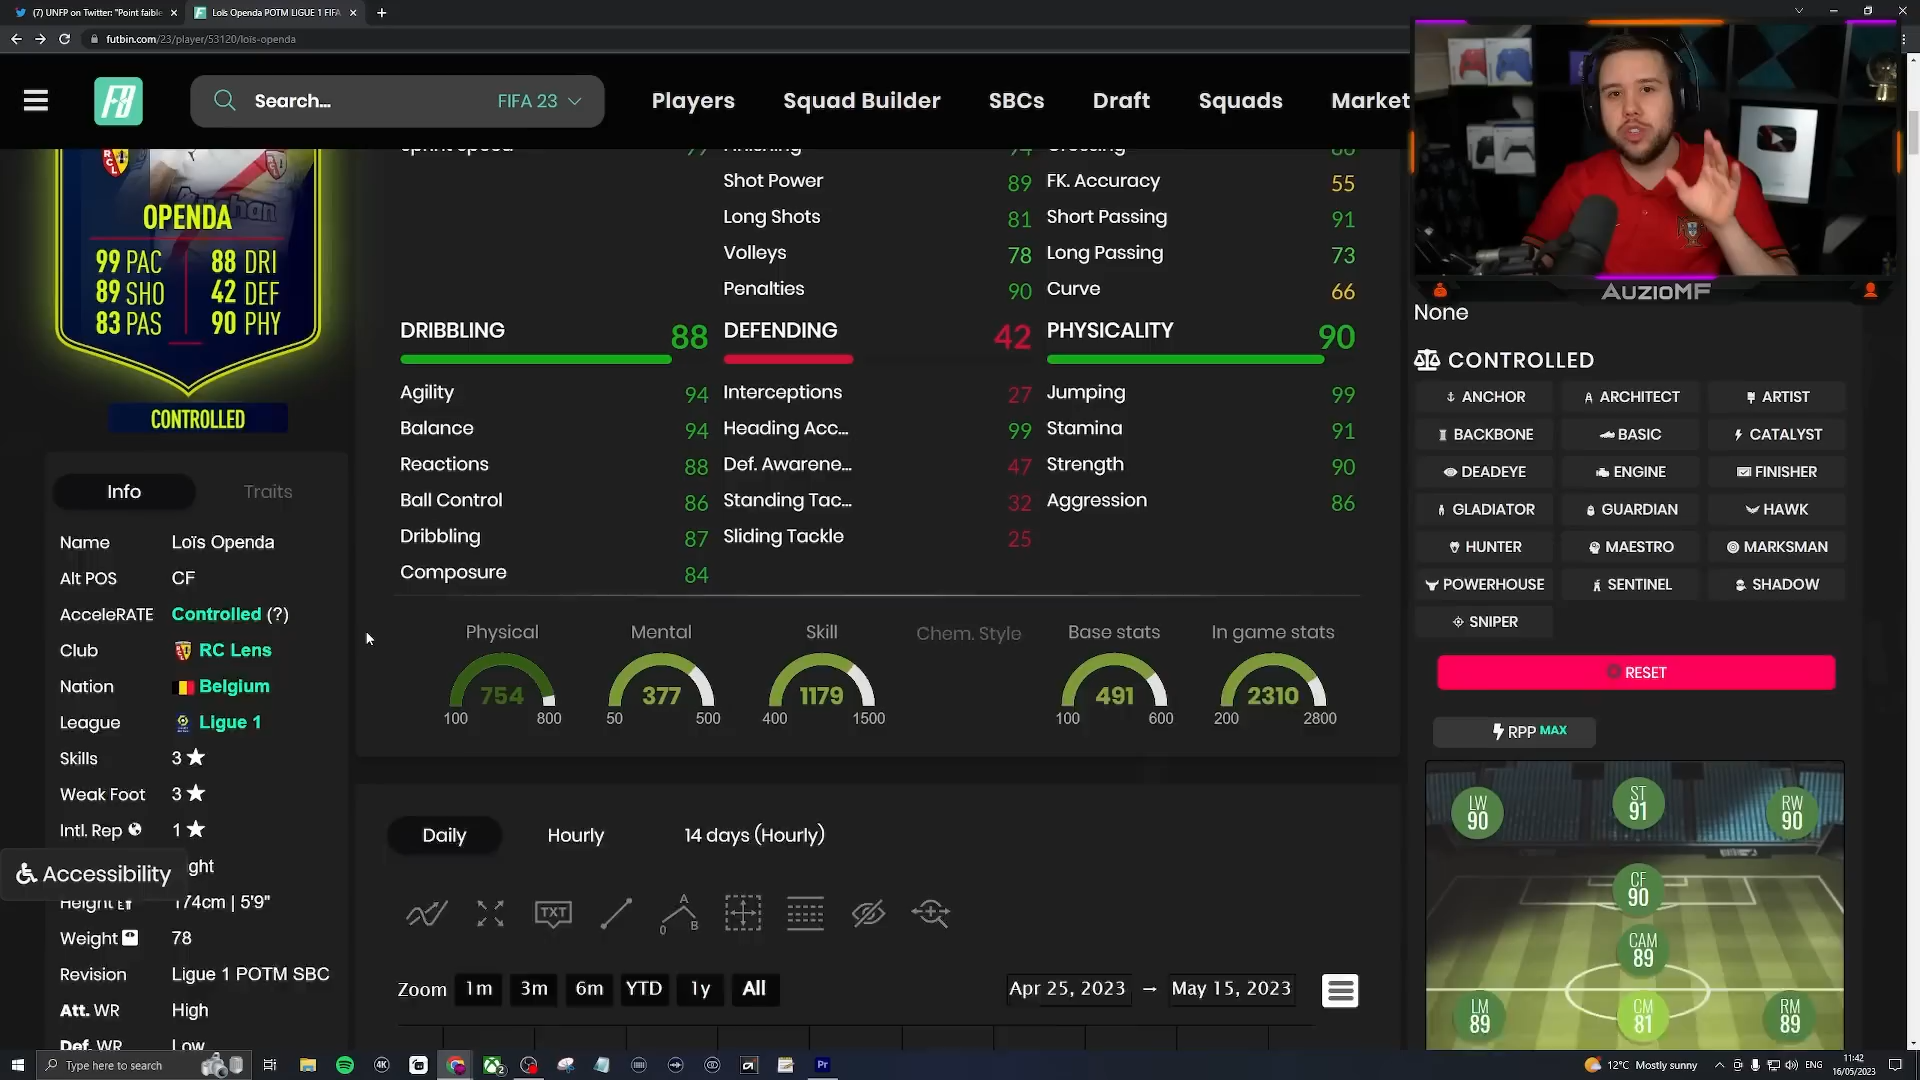 (7) UNFP on Twitter: "Point faible
Loïs Openda POTM LIGUE 1 FIFA
futbin.com/23/player/53120/loïs-openda
Search...
FIFA 23
Players
Squad Builder
SBCs
Draft
Squads
Market
RCL
OPENDA
99 PAC
88 DRI
89 SHO
42 DEF
83 PAS
90 PHY
CONTROLLED
Info
Traits
Name Loïs Openda
Alt POS CF
AcceleRATE Controlled (?)
Club RC Lens
Nation Belgium
League Ligue 1
Skills 3
Weak Foot 3
Intl. Rep 1
Accessibility
ght
Height 174cm | 5'9"
Weight 78
Revision Ligue 1 POTM SBC
Att. WR High
Def. WR Low
Shot Power 89
Long Shots 81
Volleys 78
Penalties 90
FK. Accuracy 55
Short Passing 91
Long Passing 73
Curve 66
DRIBBLING 88
Agility 94
Balance 94
Reactions 88
Ball Control 86
Dribbling 87
Composure 84
DEFENDING 42
Interceptions 27
Heading Acc... 99
Def. Awarene... 47
Standing Tac... 32
Sliding Tackle 25
PHYSICALITY 90
Jumping 99
Stamina 91
Strength 90
Aggression 86
Physical
754
100 800
Mental
377
50 500
Skill
1179
400 1500
Chem. Style
Base stats
491
100 600
In game stats
2310
200 2800
Daily
Hourly
14 days (Hourly)
TXT
A
0 B
Zoom 1m 3m 6m YTD 1y All
Apr 25, 2023 → May 15, 2023
AUZIOMF
None
CONTROLLED
ANCHOR
ARCHITECT
ARTIST
BACKBONE
BASIC
CATALYST
DEADEYE
ENGINE
FINISHER
GLADIATOR
GUARDIAN
HAWK
HUNTER
MAESTRO
MARKSMAN
POWERHOUSE
SENTINEL
SHADOW
SNIPER
RESET
RPP MAX
LW
90
ST
91
RW
90
CF
90
CAM
89
LM
89
CM
81
RM
89
Type here to search
4K
Pr
12°C Mostly sunny
ENG
11:42
16/05/2023